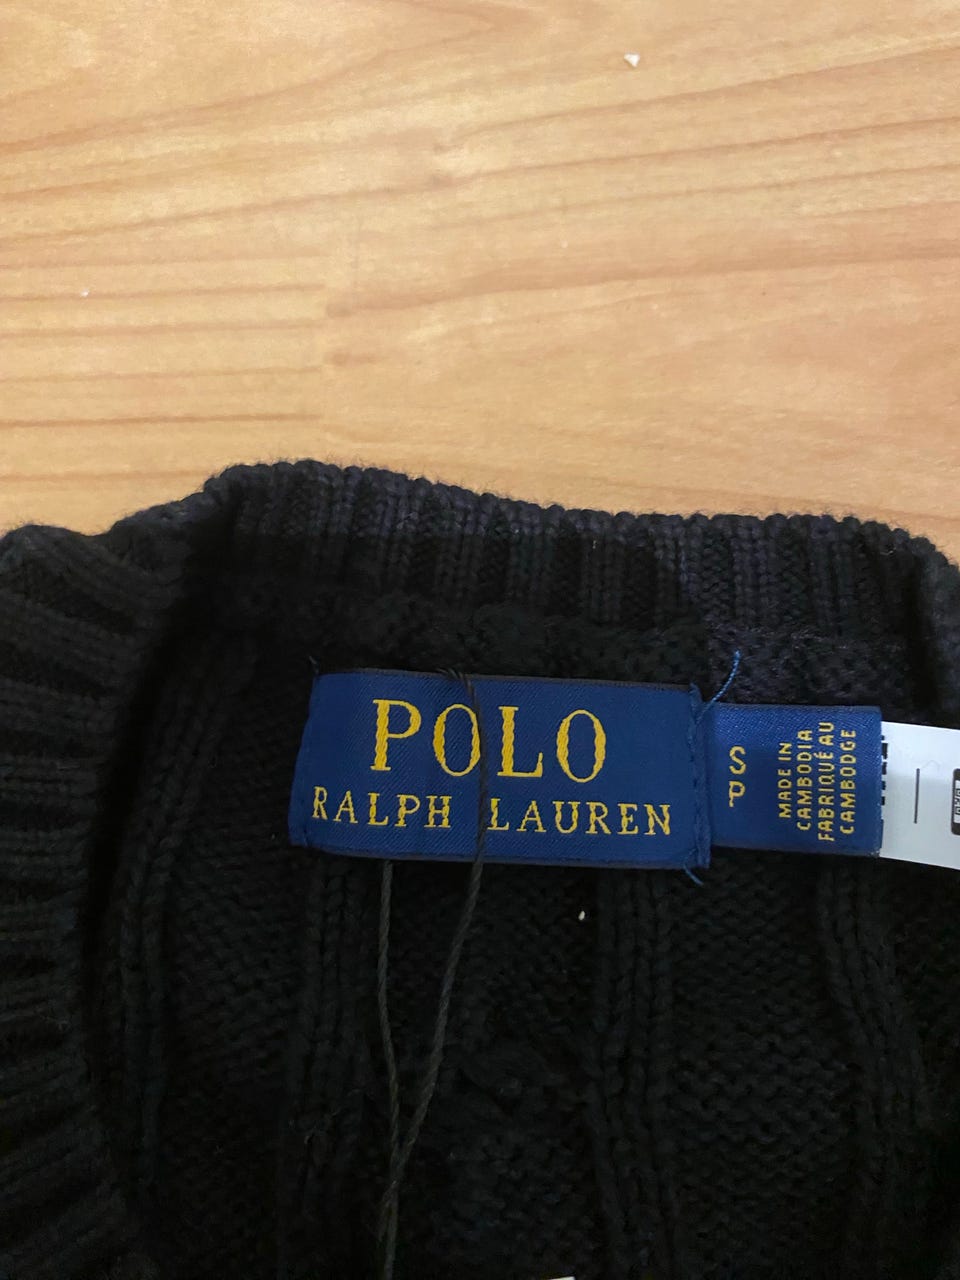 POLO
RALPH LAUREN
S
P
MADE IN
CAMBODIA
FABRIQUÉ AU
CAMBODGE